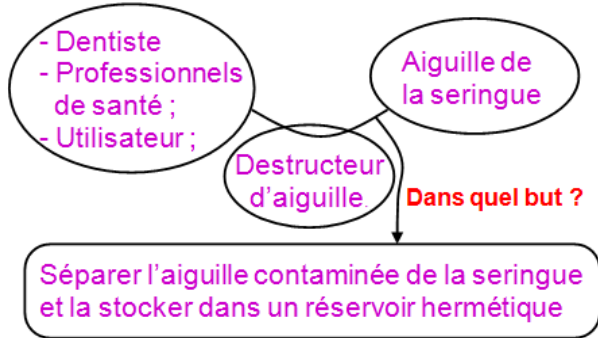 - Dentiste
- Professionnels
de santé ;
- Utilisateur ;
Aiguille de
la seringue
Destructeur
d'aiguille.
Dans quel but ?
Séparer l'aiguille contaminée de la seringue
et la stocker dans un réservoir hermétique